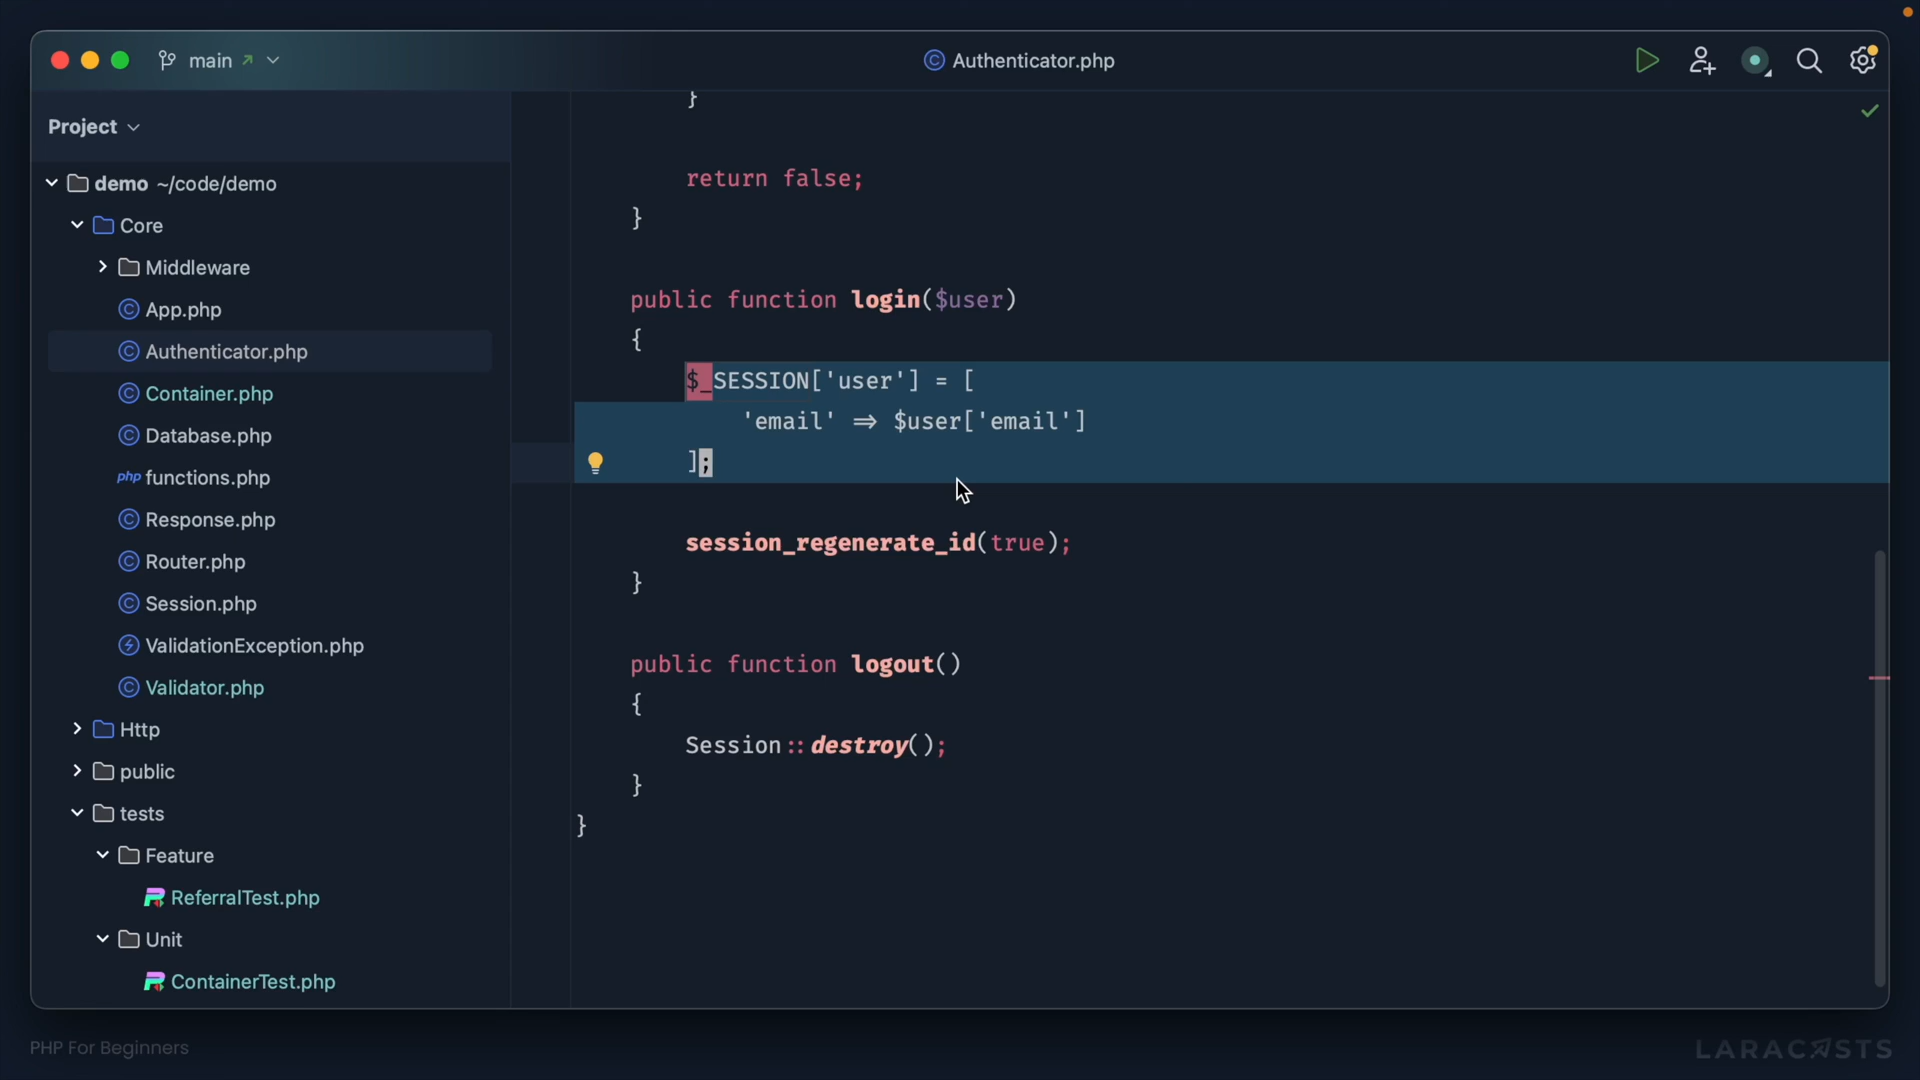 main
Authenticator.php
Project
demo ~/code/demo
Core
Middleware
App.php
Authenticator.php
Container.php
Database.php
php functions.php
Response.php
Router.php
Session.php
ValidationException.php
Validator.php
Http
public
tests
Feature
ReferralTest.php
Unit
ContainerTest.php
}
return false;
}
public function login($user)
{
$_SESSION['user'] = [
'email' => $user['email']
];
session_regenerate_id(true);
}
public function logout()
{
Session::destroy();
}
}
PHP For Beginners
LARACASTS